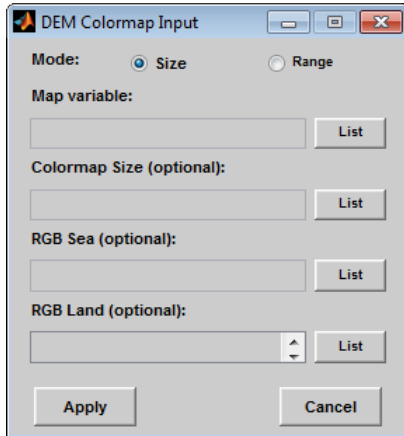 DEM Colormap Input
Mode: Size Range
Map variable:
List
Colormap Size (optional):
List
RGB Sea (optional):
List
RGB Land (optional):
List
Apply Cancel